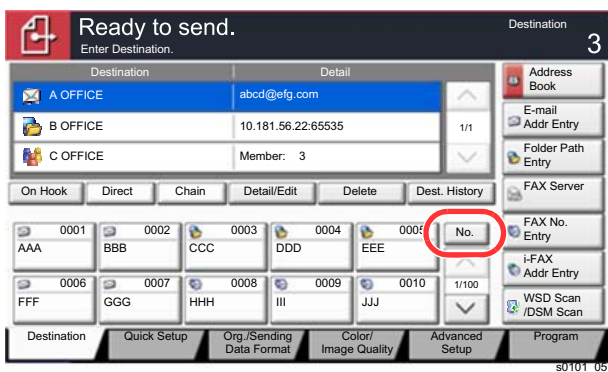 Ready to send.
Enter Destination.
Destination
3
Destination Detail
A OFFICE abcd@efg.com
B OFFICE 10.181.56.22:65535 1/1
C OFFICE Member: 3
On Hook Direct Chain Detail/Edit Delete Dest. History
0001 0002 0003 0004 0005 No.
AAA BBB CCC DDD EEE
0006 0007 0008 0009 0010 1/100
FFF GGG HHH III JJJ
Address
Book
E-mail
Addr Entry
Folder Path
Entry
FAX Server
FAX No.
Entry
i-FAX
Addr Entry
WSD Scan
/DSM Scan
Destination Quick Setup Org./Sending
Data Format Color/
Image Quality Advanced
Setup Program
s0101_05